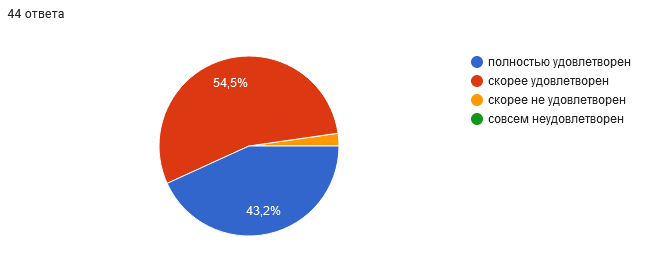 44 ответа
54,5%
43,2%
полностью удовлетворен
скорее удовлетворен
скорее не удовлетворен
совсем неудовлетворен